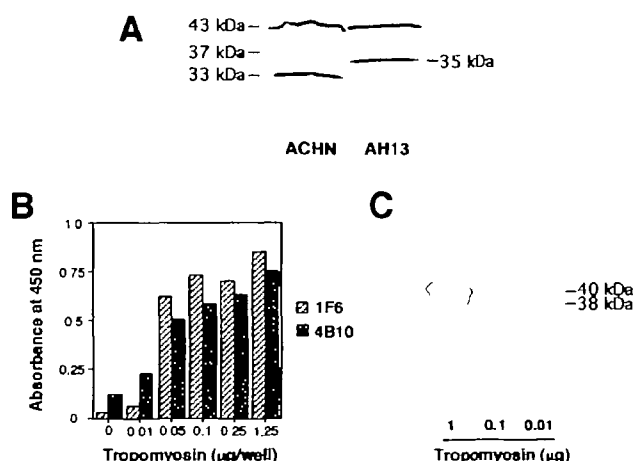 A
43 kDa –
37 kDa –
33 kDa –
–35 kDa
ACHN AH13
B
Absorbance at 450 nm
1.0
0.75
0.5
0.25
0
0 0.01 0.05 0.1 0.25 1.25
Tropomyosin (µg/well)
1F6
4B10
C
–40 kDa
–38 kDa
1 0.1 0.01
Tropomyosin (µg)